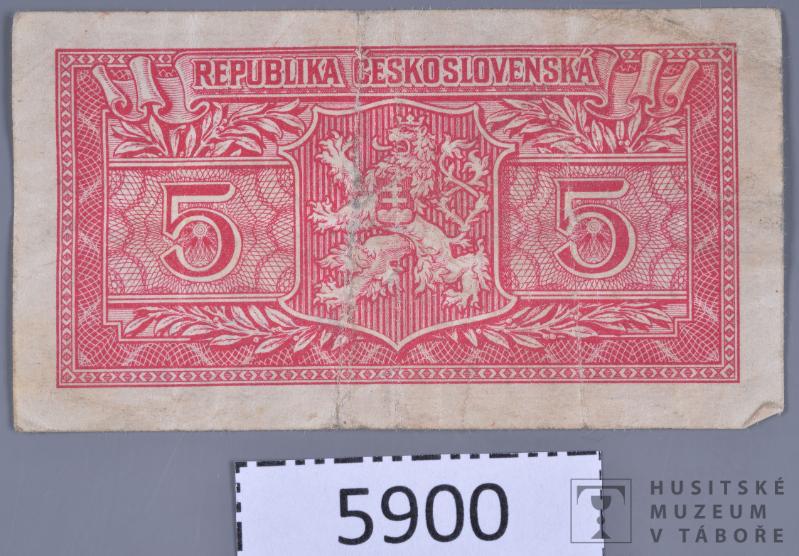 REPUBLIKA ČESKOSLOVENSKÁ
5 5
5900
HUSITSKÉ
MUZEUM
V TÁBOŘE